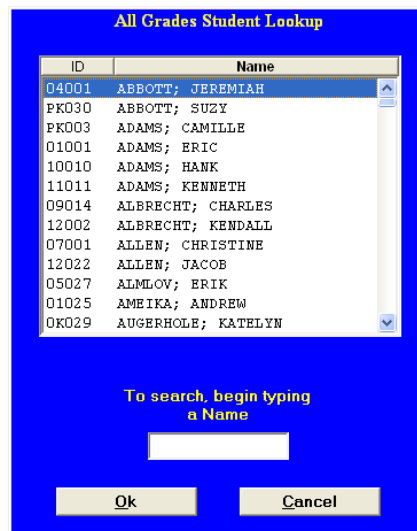 All Grades Student Lookup
ID Name
04001 ABBOTT; JEREMIAH
PK030 ABBOTT; SUZY
PK003 ADAMS; CAMILLE
01001 ADAMS; ERIC
10010 ADAMS; HANK
11011 ADAMS; KENNETH
09014 ALBRECHT; CHARLES
12002 ALBRECHT; KENDALL
07001 ALLEN; CHRISTINE
12022 ALLEN; JACOB
05027 ALMLOV; ERIK
01025 AMEIKA; ANDREW
0K029 AUGERHOLE; KATELYN
To search, begin typing
a Name
Ok Cancel